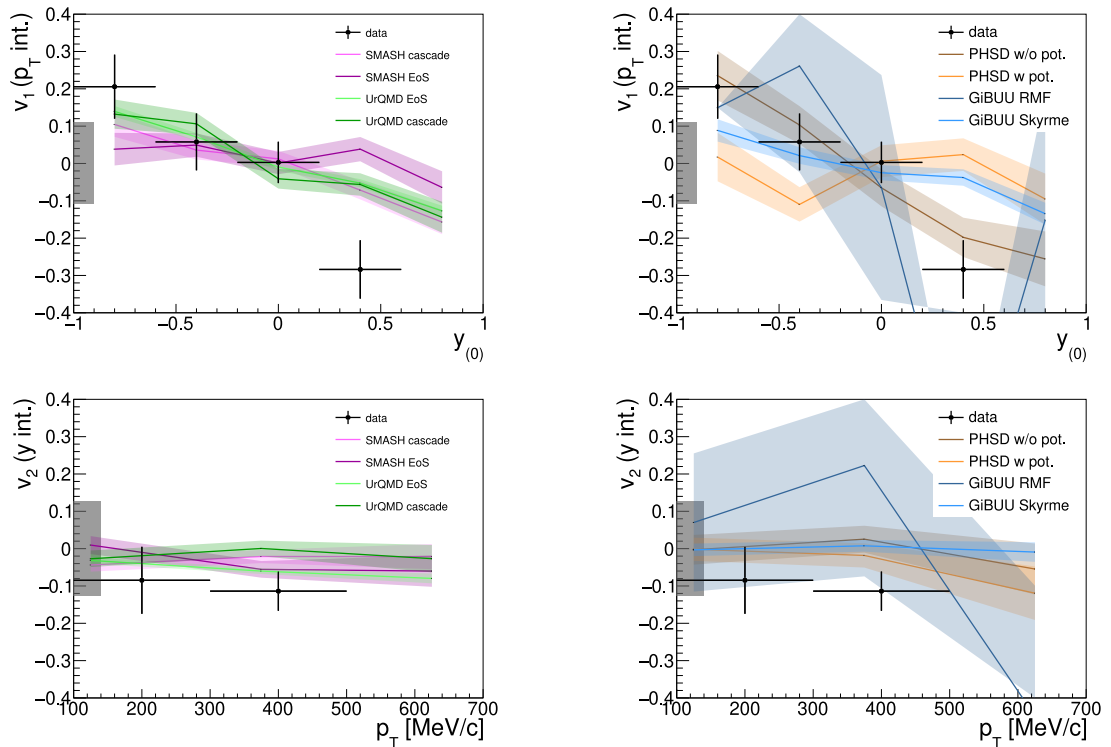 v1 (pT int.)
0.4
0.3
0.2
0.1
0
−0.1
−0.2
−0.3
−0.4
data
SMASH cascade
SMASH EoS
UrQMD EoS
UrQMD cascade
−1
−0.5
0
0.5
1
y(0)
v1 (pT int.)
0.4
0.3
0.2
0.1
0
−0.1
−0.2
−0.3
−0.4
data
PHSD w/o pot.
PHSD w pot.
GiBUU RMF
GiBUU Skyrme
−1
−0.5
0
0.5
1
y(0)
v2 (y int.)
0.4
0.3
0.2
0.1
0
−0.1
−0.2
−0.3
−0.4
data
SMASH cascade
SMASH EoS
UrQMD EoS
UrQMD cascade
100 200 300 400 500 600 700
pT [MeV/c]
v2 (y int.)
0.4
0.3
0.2
0.1
0
−0.1
−0.2
−0.3
−0.4
data
PHSD w/o pot.
PHSD w pot.
GiBUU RMF
GiBUU Skyrme
100 200 300 400 500 600 700
pT [MeV/c]